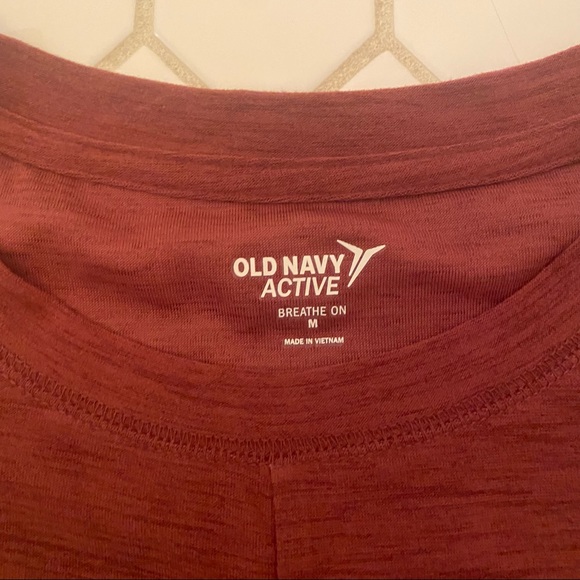 OLD NAVY
ACTIVE
BREATHE ON
M
MADE IN VIETNAM